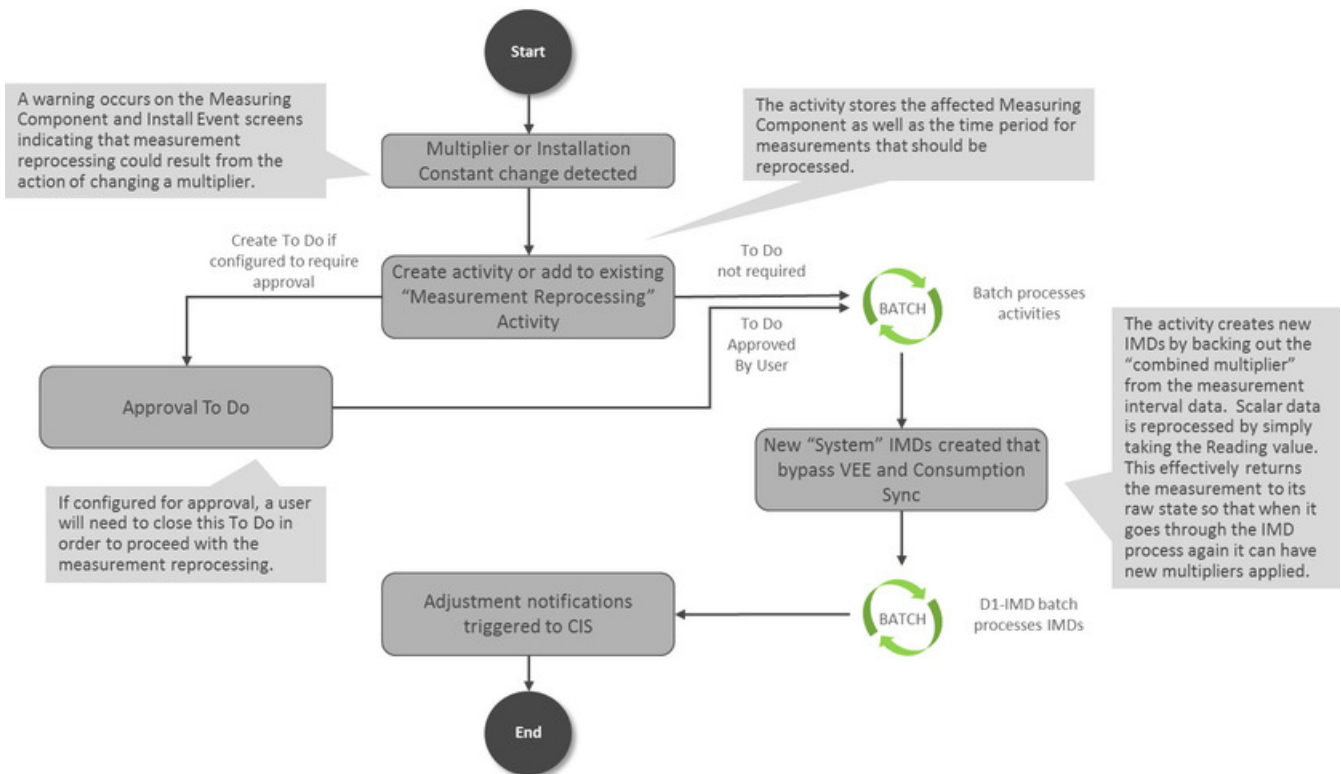 Start
A warning occurs on the Measuring
Component and Install Event screens
indicating that measurement
reprocessing could result from the
action of changing a multiplier.
The activity stores the affected Measuring
Component as well as the time period for
measurements that should be
reprocessed.
Multiplier or Installation
Constant change detected
Create To Do if
configured to require
approval
Create activity or add to existing
“Measurement Reprocessing”
Activity
To Do
not required
BATCH
Batch processes
activities
To Do
Approved
By User
Approval To Do
The activity creates new
IMDs by backing out the
“combined multiplier”
from the measurement
interval data.  Scalar data
is reprocessed by simply
taking the Reading value.
This effectively returns
the measurement to its
raw state so that when it
goes through the IMD
process again it can have
new multipliers applied.
New “System” IMDs created that
bypass VEE and Consumption
Sync
If configured for approval, a user
will need to close this To Do in
order to proceed with the
measurement reprocessing.
Adjustment notifications
triggered to CIS
BATCH
D1-IMD batch
processes IMDs
End